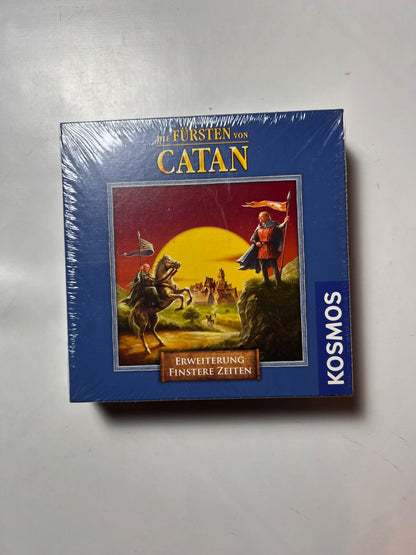 DIE FÜRSTEN VON
CATAN
ERWEITERUNG
FINSTERE ZEITEN
KOSMOS